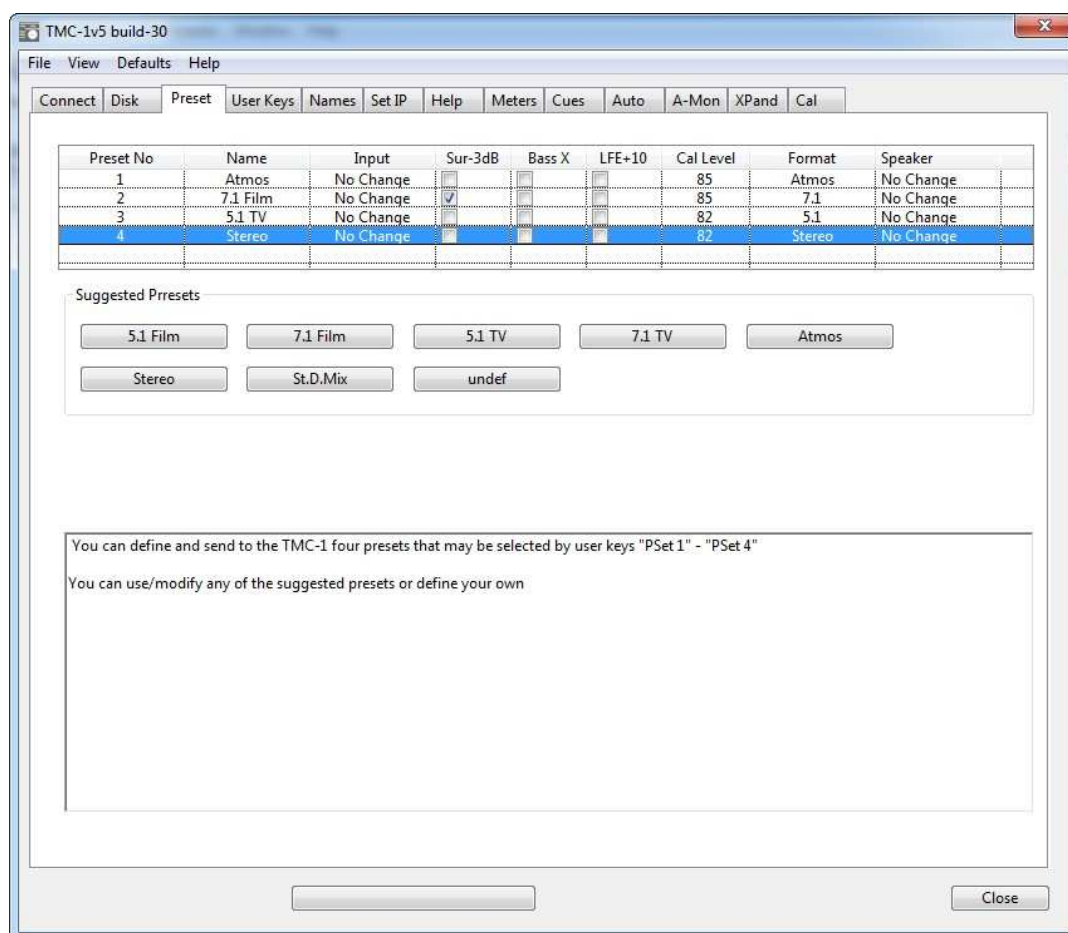 TMC-1v5 build-30
File View Defaults Help
Connect Disk Preset User Keys Names Set IP Help Meters Cues Auto A-Mon XPand Cal
Preset No Name Input Sur-3dB Bass X LFE+10 Cal Level Format Speaker
1 Atmos No Change 85 Atmos No Change
2 7.1 Film No Change 85 7.1 No Change
3 5.1 TV No Change 82 5.1 No Change
4 Stereo No Change 82 Stereo No Change
Suggested Prresets
5.1 Film 7.1 Film 5.1 TV 7.1 TV Atmos
Stereo St.D.Mix undef
You can define and send to the TMC-1 four presets that may be selected by user keys "PSet 1" - "PSet 4"
You can use/modify any of the suggested presets or define your own
Close